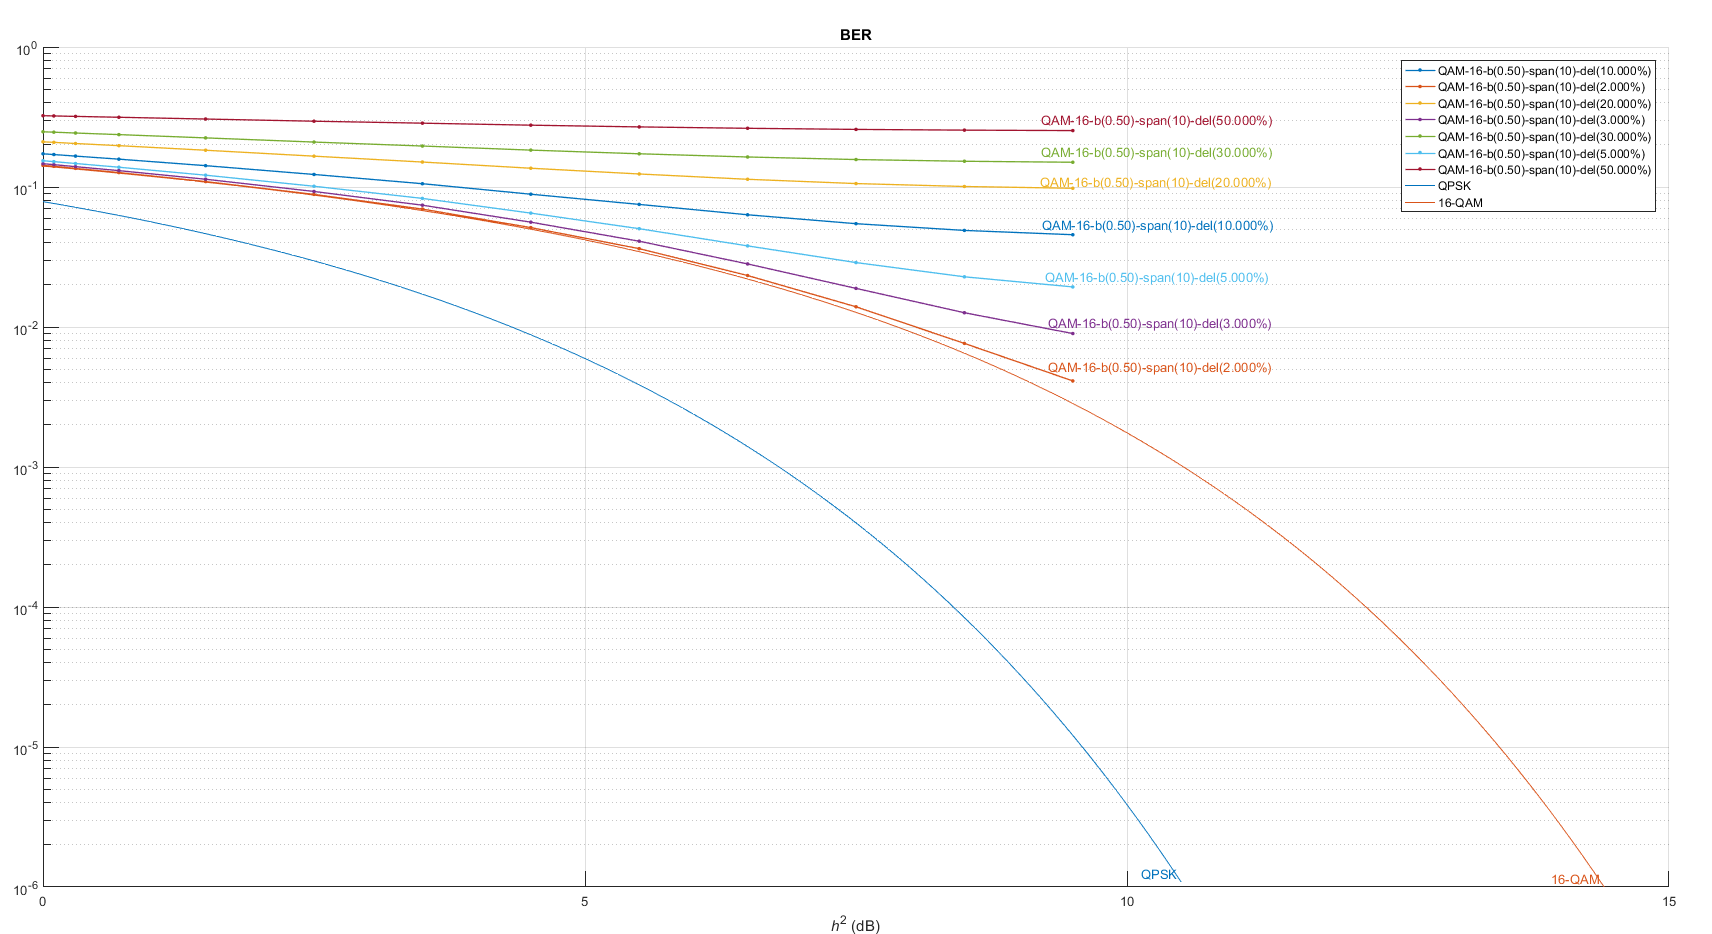 BER
10^0
10^-1
10^-2
10^-3
10^-4
10^-5
10^-6
QAM-16-b(0.50)-span(10)-del(50.000%)
QAM-16-b(0.50)-span(10)-del(30.000%)
QAM-16-b(0.50)-span(10)-del(20.000%)
QAM-16-b(0.50)-span(10)-del(10.000%)
QAM-16-b(0.50)-span(10)-del(5.000%)
QAM-16-b(0.50)-span(10)-del(3.000%)
QAM-16-b(0.50)-span(10)-del(2.000%)
QPSK
16-QAM
QAM-16-b(0.50)-span(10)-del(10.000%)
QAM-16-b(0.50)-span(10)-del(2.000%)
QAM-16-b(0.50)-span(10)-del(20.000%)
QAM-16-b(0.50)-span(10)-del(3.000%)
QAM-16-b(0.50)-span(10)-del(30.000%)
QAM-16-b(0.50)-span(10)-del(5.000%)
QAM-16-b(0.50)-span(10)-del(50.000%)
QPSK
16-QAM
0 5 10 15
h^2 (dB)